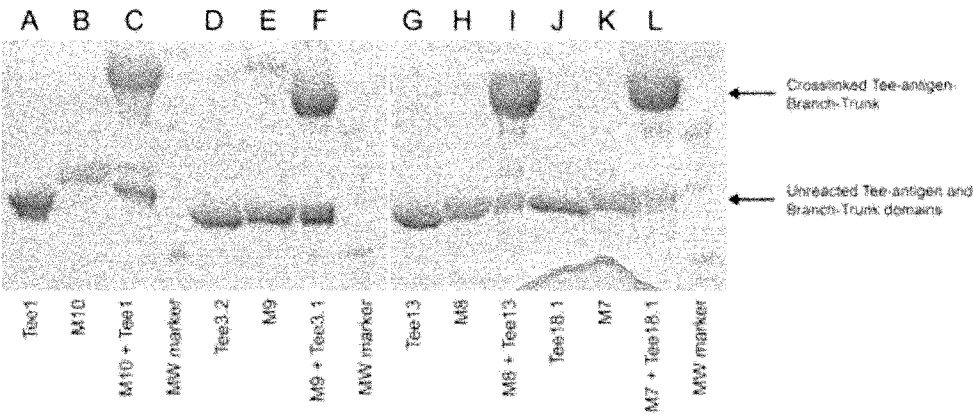 A B C D E F G H I J K L
Crosslinked Tee-antigen-
Branch-Trunk
Unreacted Tee-antigen and
Branch-Trunk domains
Tee1
M10
M10 + Tee1
MW marker
Tee3.2
M9
M9 + Tee3.1
MW marker
Tee13
M8
M8 + Tee13
Tee18.1
M7
M7 + Tee18.1
MW marker